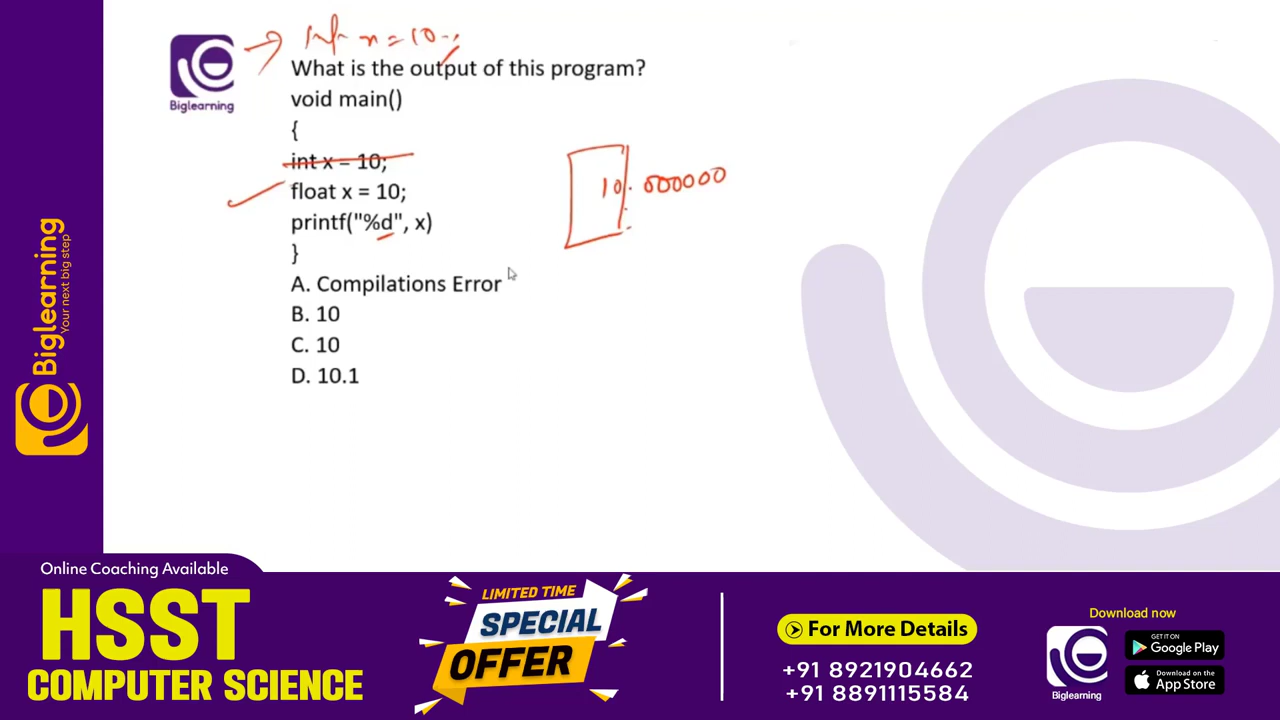 int x = 10;
What is the output of this program?
Biglearning
void main()
{
int x = 10;
float x = 10;
10.000000
printf("%d", x)
}
A. Compilations Error
B. 10
C. 10
D. 10.1
Biglearning
Your next big step
Online Coaching Available
HSST
COMPUTER SCIENCE
LIMITED TIME
SPECIAL
OFFER
For More Details
+91 8921904662
+91 8891115584
Download now
Biglearning
GET IT ON
Google Play
Download on the
App Store